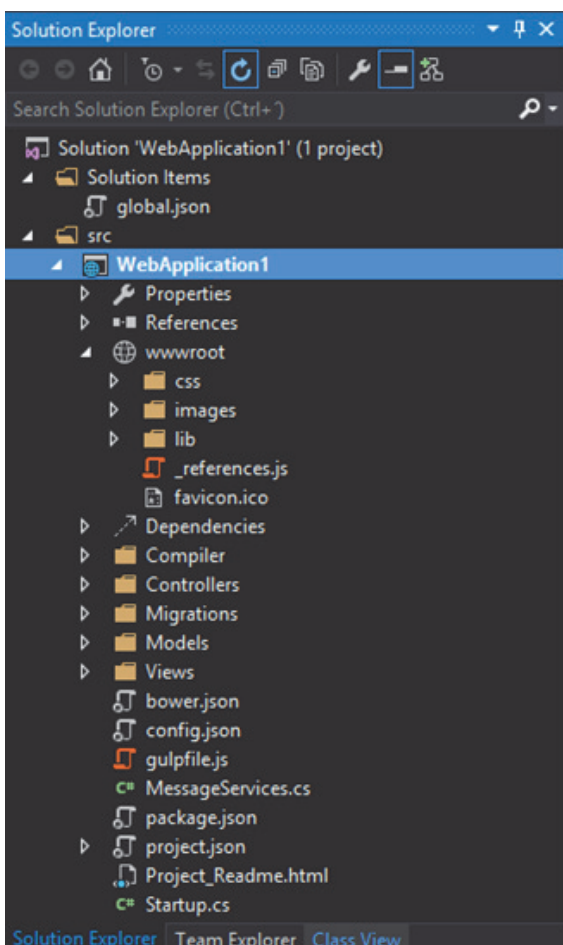 Solution Explorer
Search Solution Explorer (Ctrl+´)
Solution 'WebApplication1' (1 project)
Solution Items
global.json
src
WebApplication1
Properties
References
wwwroot
css
images
lib
_references.js
favicon.ico
Dependencies
Compiler
Controllers
Migrations
Models
Views
bower.json
config.json
gulpfile.js
C# MessageServices.cs
package.json
project.json
Project_Readme.html
C# Startup.cs
Solution Explorer Team Explorer Class View